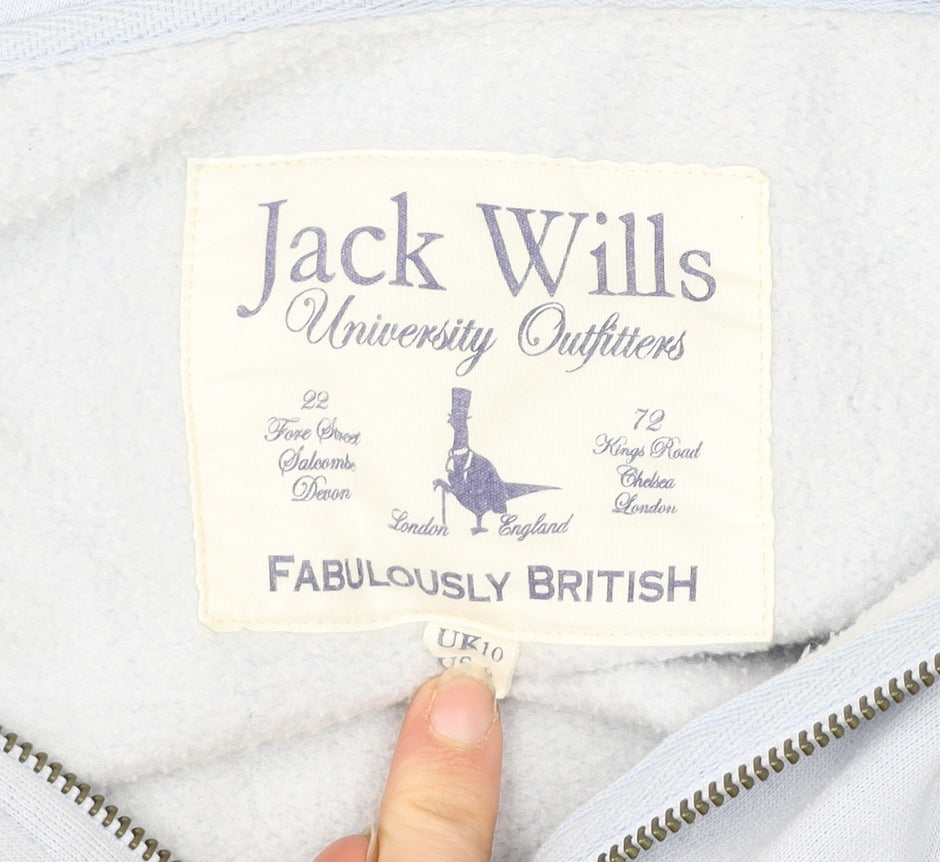 Jack Wills
University Outfitters
22
Fore Street
Salcombe
Devon
72
Kings Road
Chelsea
London
London England
FABULOUSLY BRITISH
UK10
US